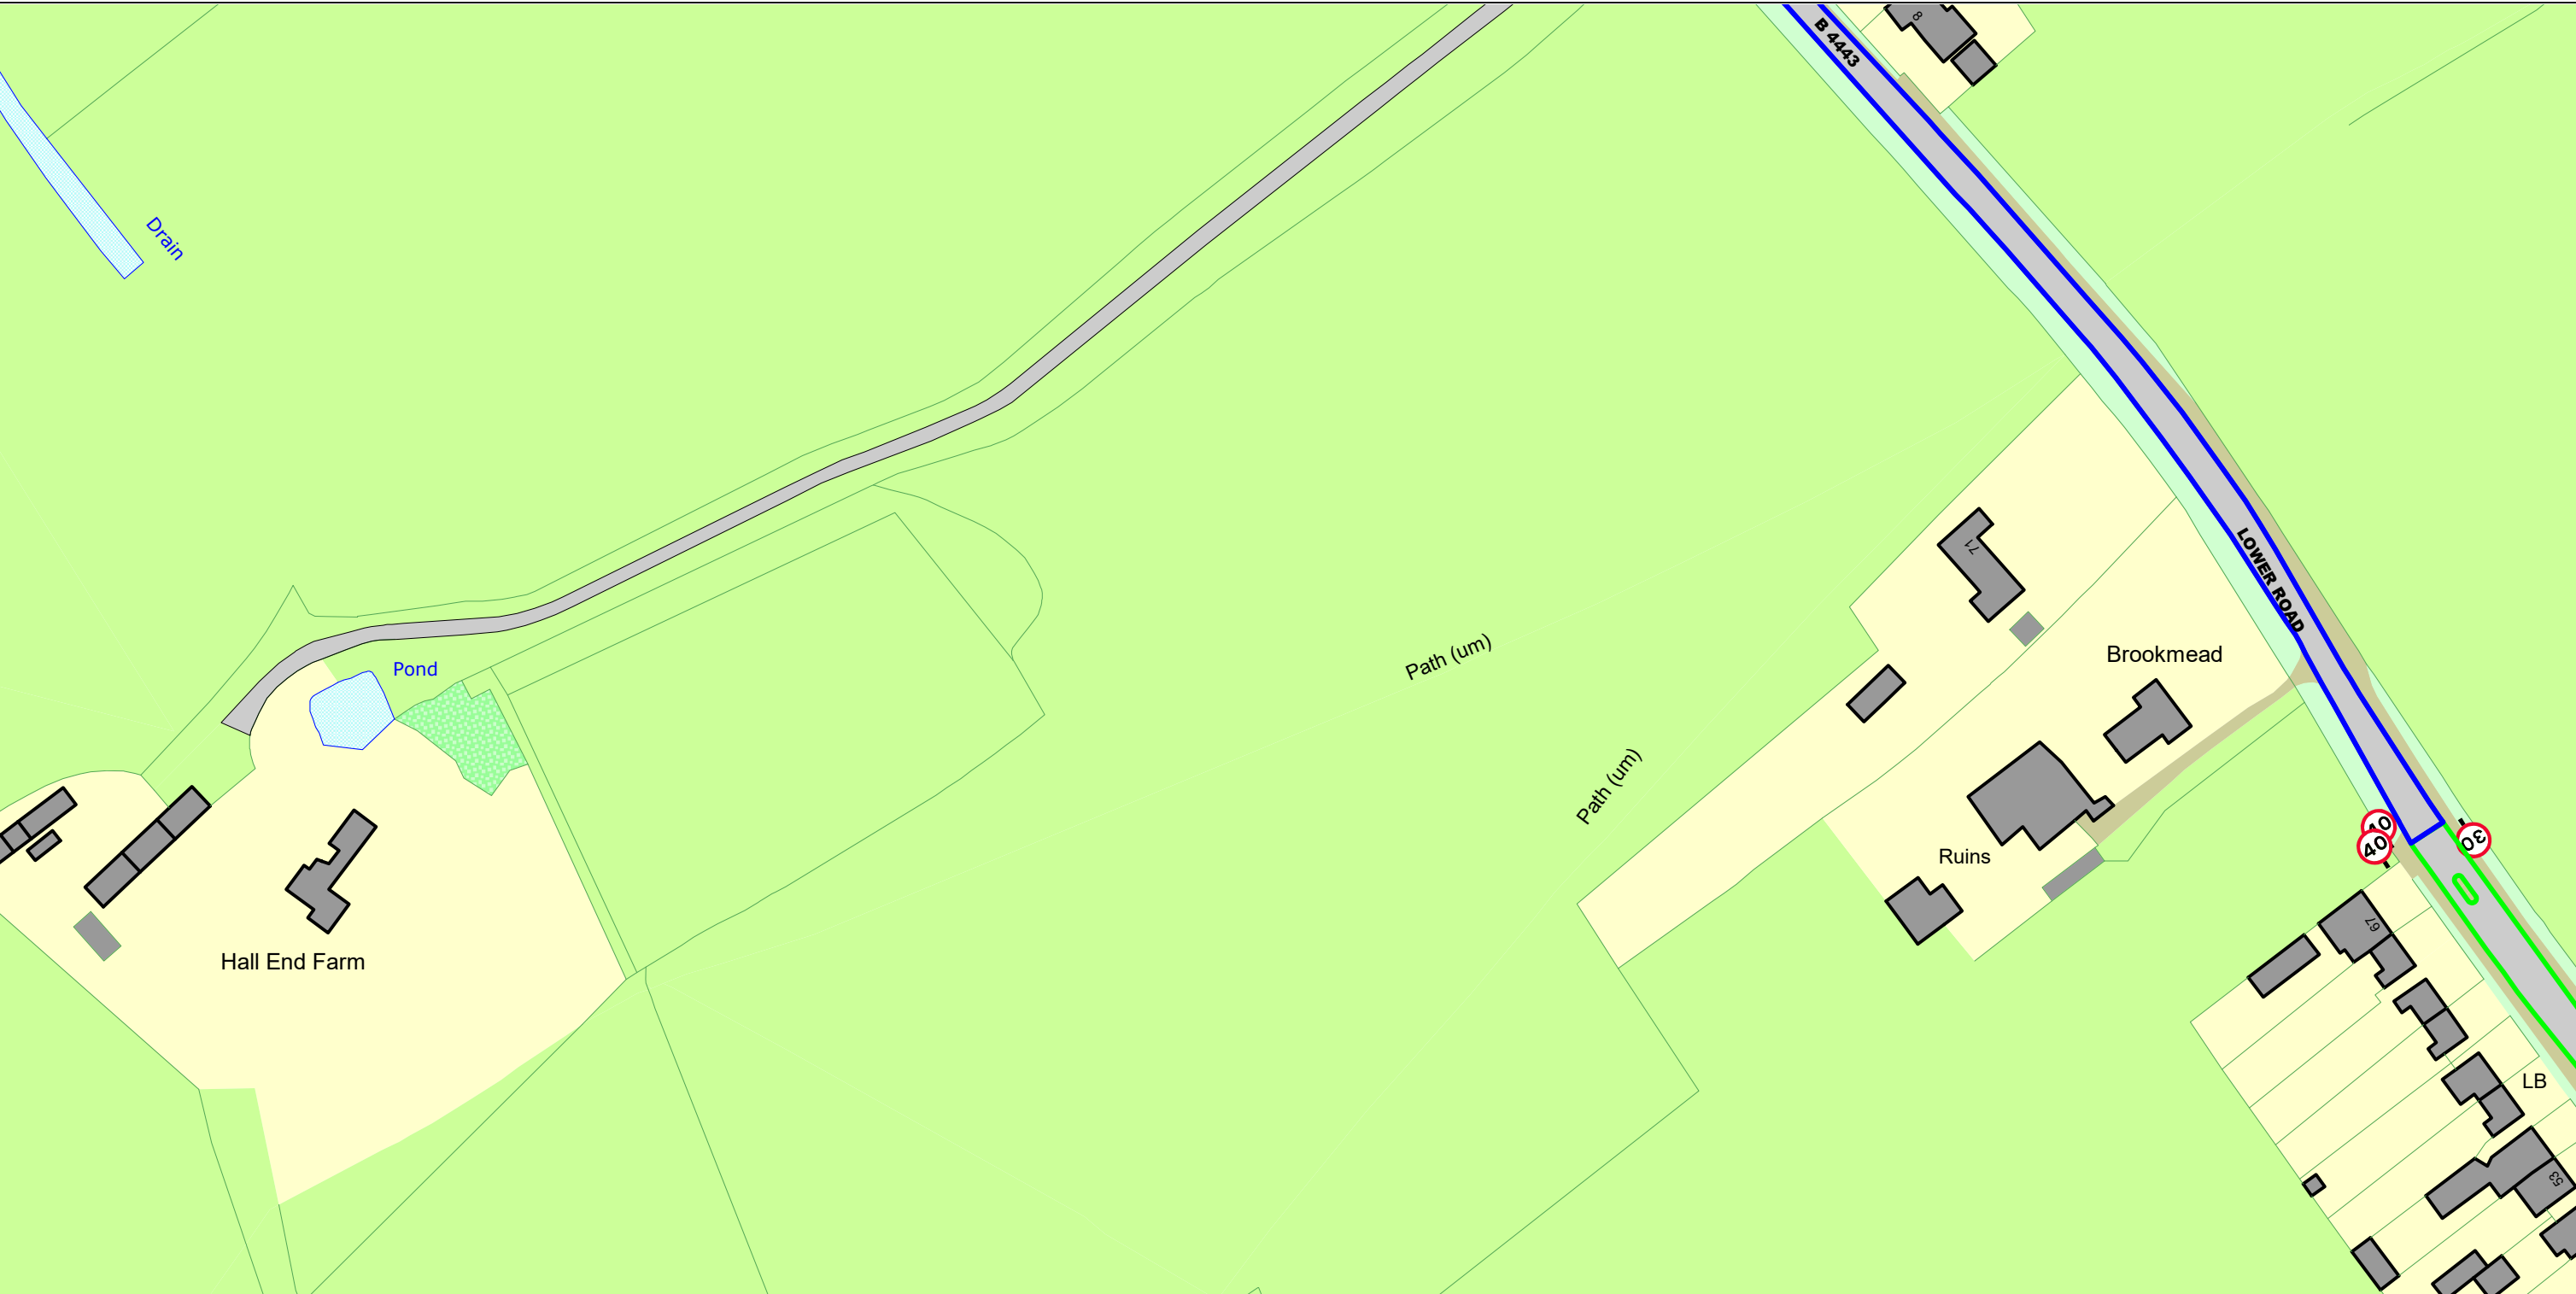 8
B 4443
Drain
LOWER ROAD
71
Path (um)
Brookmead
Pond
Path (um)
40
30
40
Ruins
67
Hall End Farm
LB
53